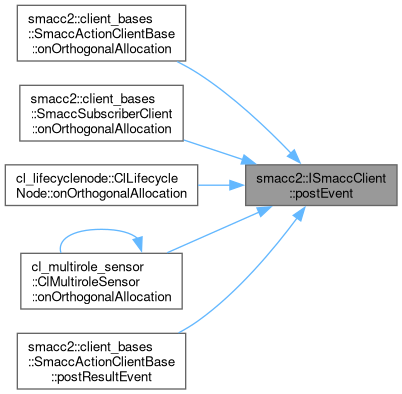 smacc2::client_bases
::SmaccActionClientBase
::onOrthogonalAllocation
smacc2::client_bases
::SmaccSubscriberClient
::onOrthogonalAllocation
cl_lifecyclenode::ClLifecycle
Node::onOrthogonalAllocation
smacc2::ISmaccClient
::postEvent
cl_multirole_sensor
::ClMultiroleSensor
::onOrthogonalAllocation
smacc2::client_bases
::SmaccActionClientBase
::postResultEvent